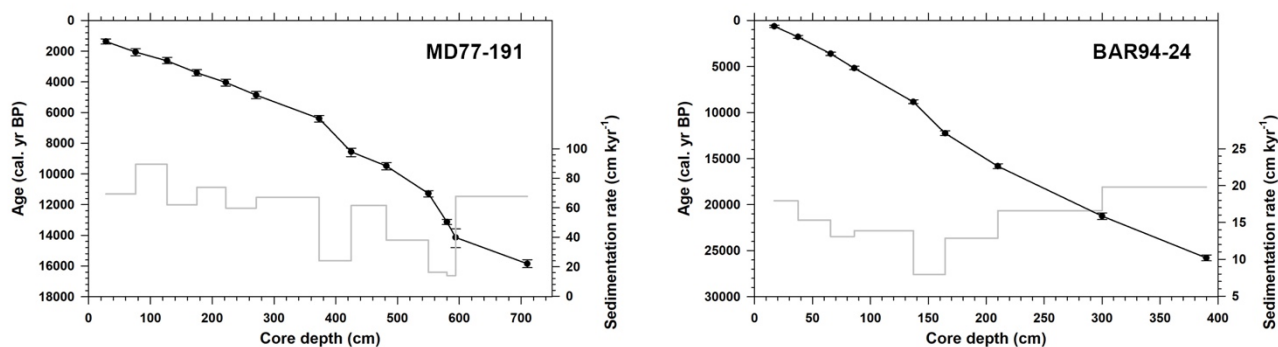 MD77-191
Age (cal. yr BP)
0
2000
4000
6000
8000
10000
12000
14000
16000
18000
Sedimentation rate (cm kyr⁻¹)
100
80
60
40
20
0
0 100 200 300 400 500 600 700
Core depth (cm)
BAR94-24
Age (cal. yr BP)
0
5000
10000
15000
20000
25000
30000
Sedimentation rate (cm kyr⁻¹)
25
20
15
10
5
0 50 100 150 200 250 300 350 400
Core depth (cm)